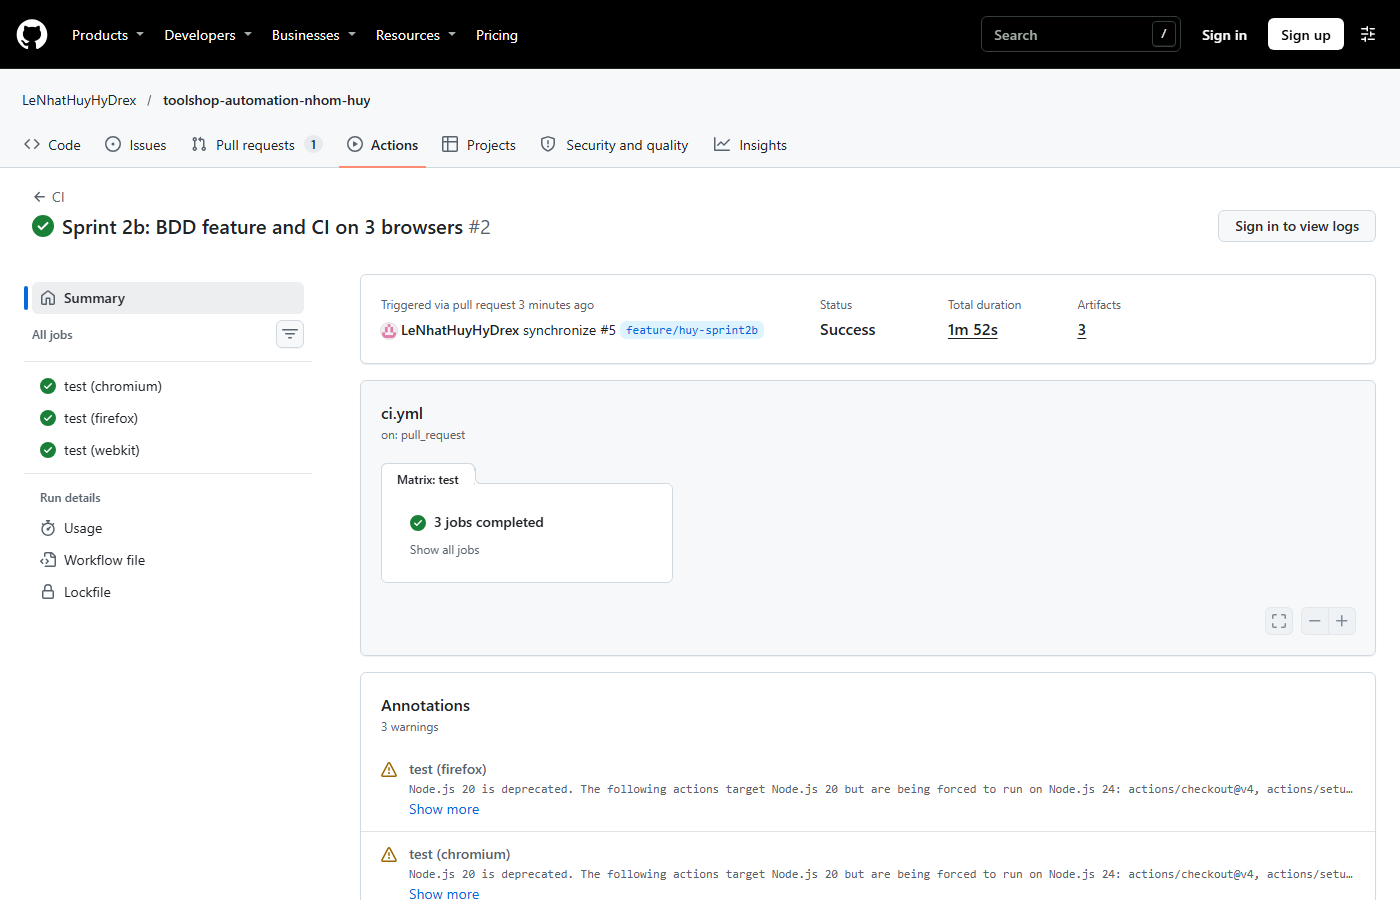 Products
Developers
Businesses
Resources
Pricing
Search
/
Sign in
Sign up
LeNhatHuyHyDrex / toolshop-automation-nhom-huy
Code
Issues
Pull requests 1
Actions
Projects
Security and quality
Insights
← CI
Sprint 2b: BDD feature and CI on 3 browsers #2
Sign in to view logs
Summary
All jobs
test (chromium)
test (firefox)
test (webkit)
Run details
Usage
Workflow file
Lockfile
Triggered via pull request 3 minutes ago
LeNhatHuyHyDrex synchronize #5 feature/huy-sprint2b
Status
Success
Total duration
1m 52s
Artifacts
3
ci.yml
on: pull_request
Matrix: test
3 jobs completed
Show all jobs
Annotations
3 warnings
test (firefox)
Node.js 20 is deprecated. The following actions target Node.js 20 but are being forced to run on Node.js 24: actions/checkout@v4, actions/setu…
Show more
test (chromium)
Node.js 20 is deprecated. The following actions target Node.js 20 but are being forced to run on Node.js 24: actions/checkout@v4, actions/setu…
Show more